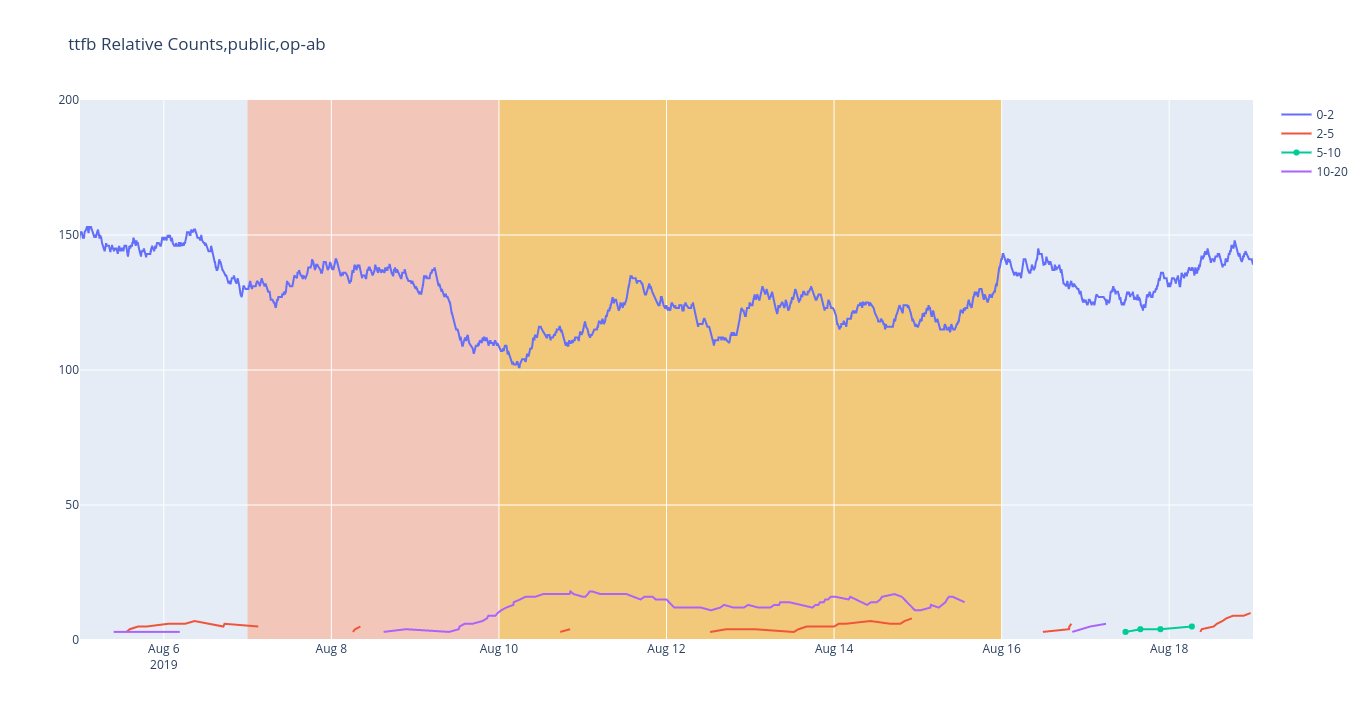 ttfb Relative Counts,public,op-ab
200
150
100
50
0
Aug 6
2019
Aug 8
Aug 10
Aug 12
Aug 14
Aug 16
Aug 18
0-2
2-5
5-10
10-20